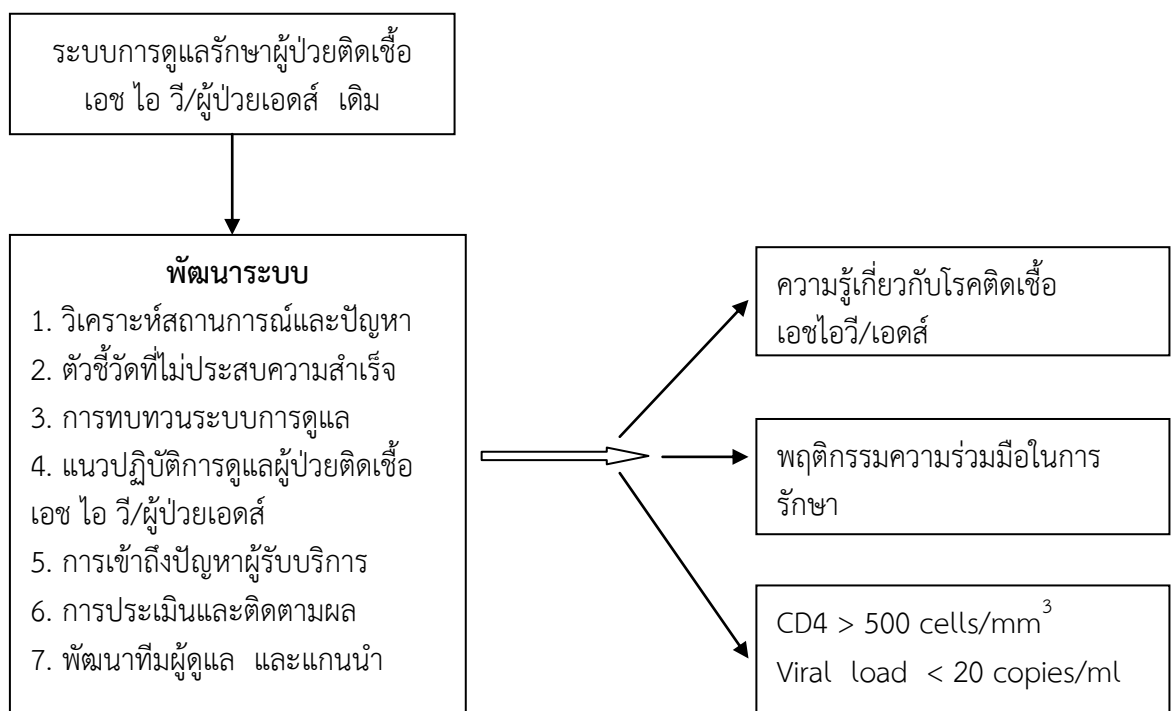 ระบบการดูแลรักษาผู้ป่วยติดเชื้อ
เอช ไอ วี/ผู้ป่วยเอดส์ เดิม
พัฒนาระบบ
1. วิเคราะห์สถานการณ์และปัญหา
2. ตัวชี้วัดที่ไม่ประสบความสำเร็จ
3. การทบทวนระบบการดูแล
4. แนวปฏิบัติการดูแลผู้ป่วยติดเชื้อ
เอช ไอ วี/ผู้ป่วยเอดส์
5. การเข้าถึงปัญหาผู้รับบริการ
6. การประเมินและติดตามผล
7. พัฒนาทีมผู้ดูแล และแกนนำ
ความรู้เกี่ยวกับโรคติดเชื้อ
เอชไอวี/เอดส์
พฤติกรรมความร่วมมือในการ
รักษา
CD4 > 500 cells/mm³
Viral load < 20 copies/ml